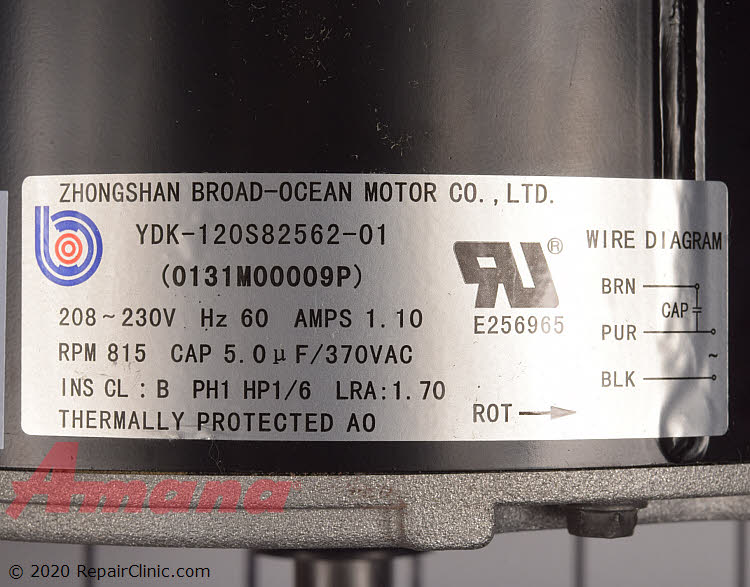 ZHONGSHAN BROAD-OCEAN MOTOR CO., LTD.
YDK-120S82562-01
(0131M00009P)
208~230V Hz 60 AMPS 1.10
RPM 815 CAP 5.0μF/370VAC
INS CL : B PH1 HP1/6 LRA:1.70
THERMALLY PROTECTED AO
®
E256965
ROT
WIRE DIAGRAM
BRN
CAP
PUR
~
BLK
Amana
© 2020 RepairClinic.com